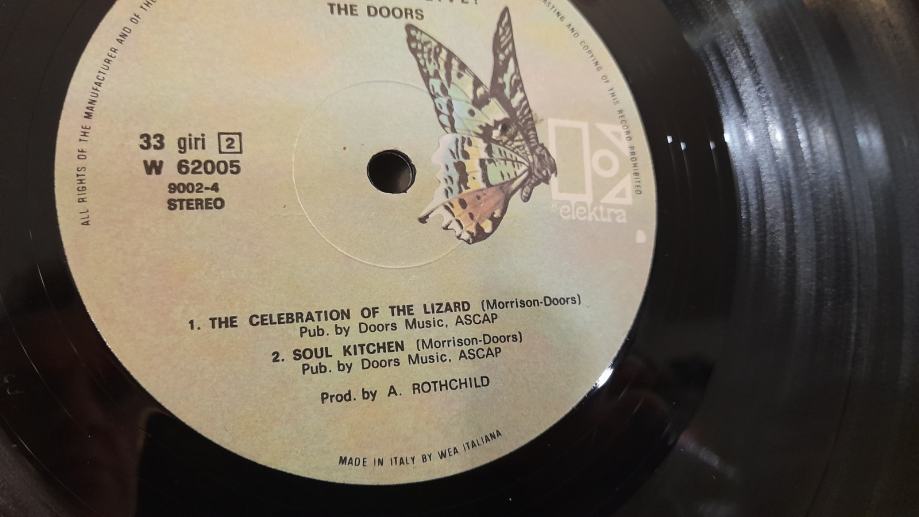 THE DOORS
ALL RIGHTS OF THE MANUFACTURER AND OF THE
COPYING OF THIS RECORD PROHIBITED
33 giri 2
W 62005
9002-4
STEREO
elektra
1. THE CELEBRATION OF THE LIZARD (Morrison-Doors)
Pub. by Doors Music, ASCAP
2. SOUL KITCHEN (Morrison-Doors)
Pub. by Doors Music, ASCAP
Prod. by A. ROTHCHILD
MADE IN ITALY BY WEA ITALIANA